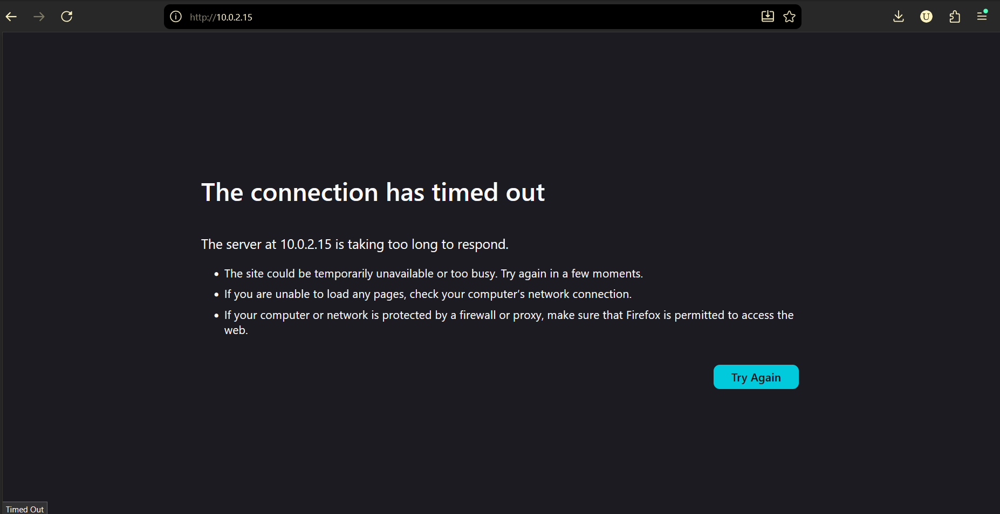 http://10.0.2.15
U
The connection has timed out
The server at 10.0.2.15 is taking too long to respond.
• The site could be temporarily unavailable or too busy. Try again in a few moments.
• If you are unable to load any pages, check your computer’s network connection.
• If your computer or network is protected by a firewall or proxy, make sure that Firefox is permitted to access the
web.
Try Again
Timed Out